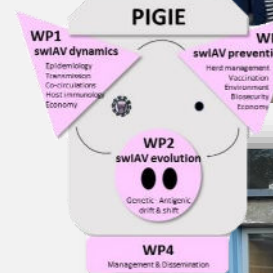 PIGIE
WP1
swIAV dynamics
Epidemiology
Transmission
Co-circulations
Host immunology
Economy
swIAV preventi
Herd management
Vaccination
Environment
Biosecurity
Economy
WP2
swIAV evolution
Genetic - Antigenic
drift & shift
WP4
Management & Dissemination